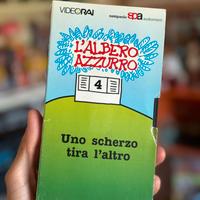 VIDEORAI
L'ALBERO
AZZURRO
4
Uno scherzo
tira l'altro